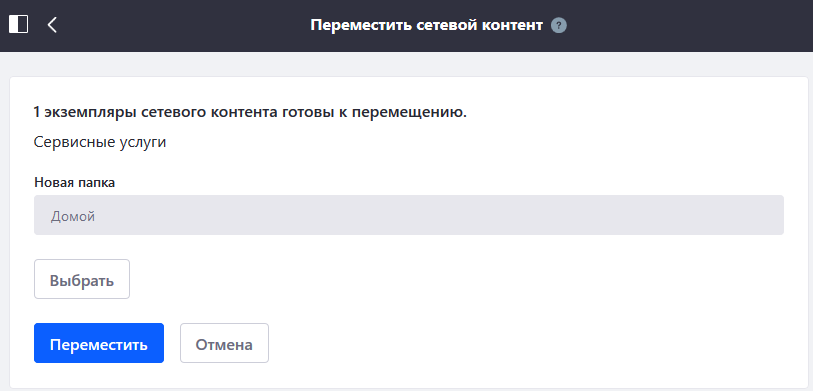 Переместить сетевой контент ?
1 экземпляры сетевого контента готовы к перемещению.
Сервисные услуги
Новая папка
Домой
Выбрать
Переместить Отмена